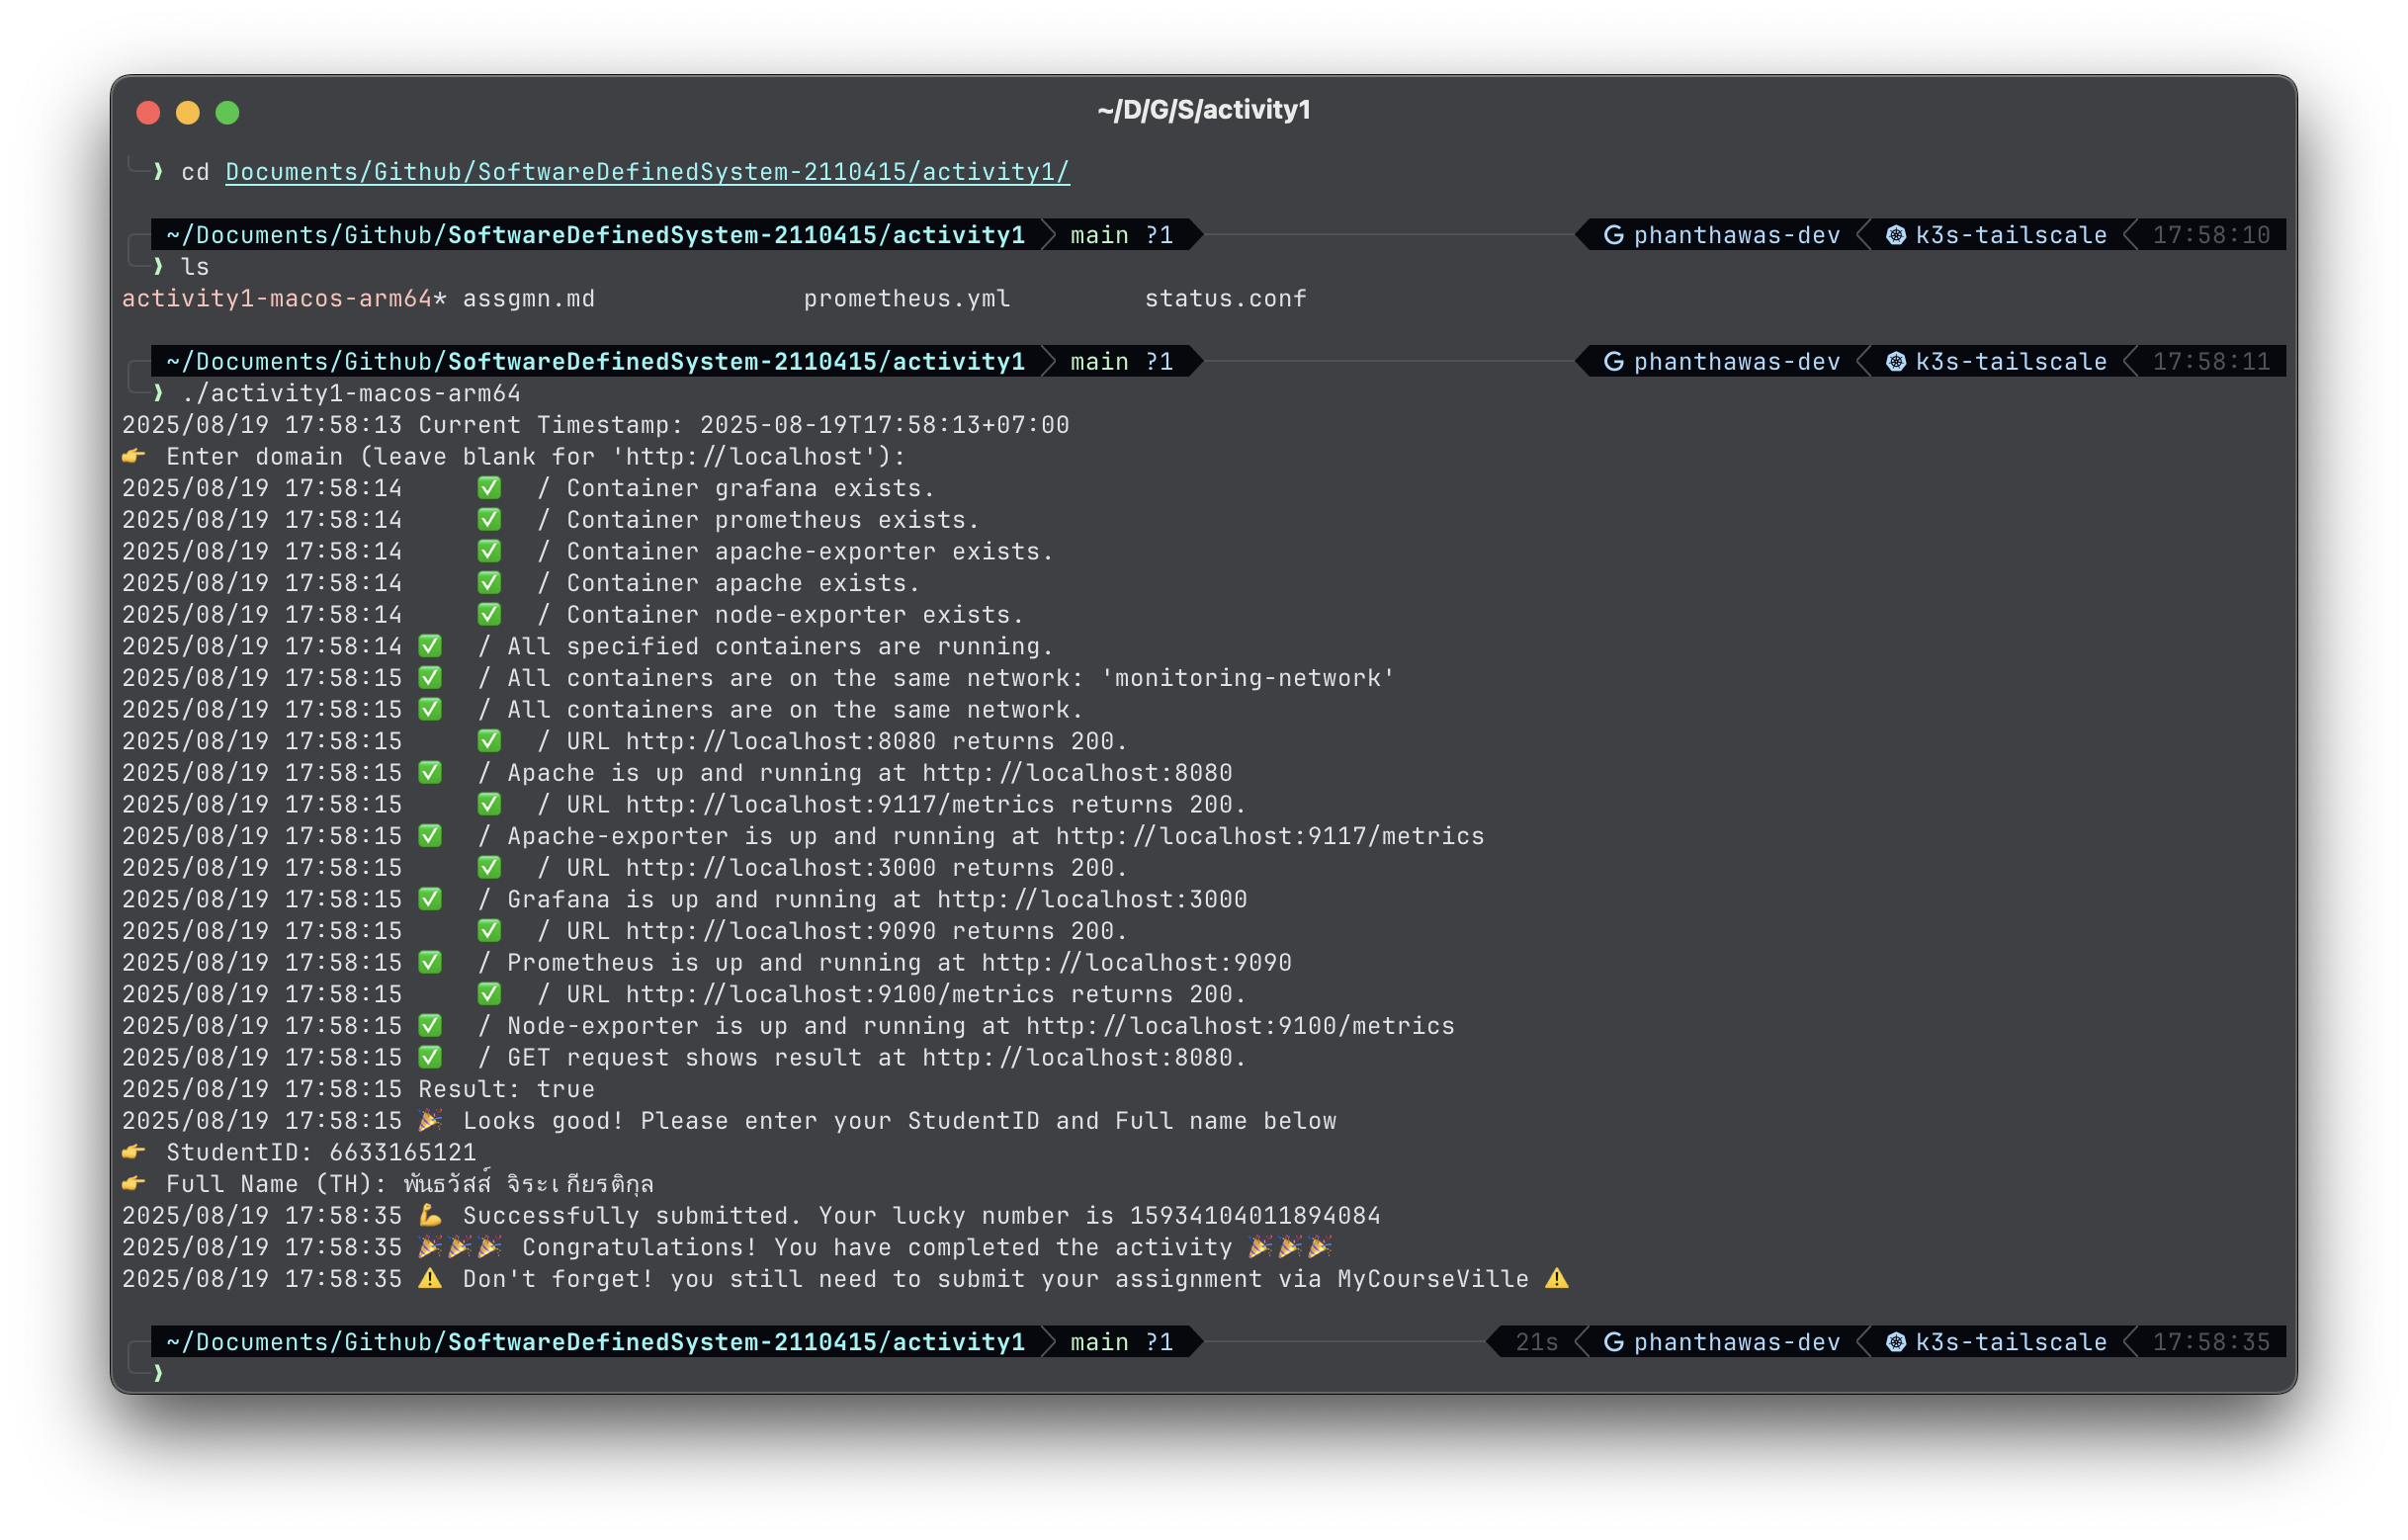 ~/D/G/S/activity1
❯ cd Documents/Github/SoftwareDefinedSystem-2110415/activity1/
~/Documents/Github/SoftwareDefinedSystem-2110415/activity1 main ?1 phanthawas-dev k3s-tailscale 17:58:10
❯ ls
activity1-macos-arm64* assgmn.md prometheus.yml status.conf
~/Documents/Github/SoftwareDefinedSystem-2110415/activity1 main ?1 phanthawas-dev k3s-tailscale 17:58:11
❯ ./activity1-macos-arm64
2025/08/19 17:58:13 Current Timestamp: 2025-08-19T17:58:13+07:00
👉 Enter domain (leave blank for 'http://localhost'):
2025/08/19 17:58:14 ✅ / Container grafana exists.
2025/08/19 17:58:14 ✅ / Container prometheus exists.
2025/08/19 17:58:14 ✅ / Container apache-exporter exists.
2025/08/19 17:58:14 ✅ / Container apache exists.
2025/08/19 17:58:14 ✅ / Container node-exporter exists.
2025/08/19 17:58:14 ✅ / All specified containers are running.
2025/08/19 17:58:15 ✅ / All containers are on the same network: 'monitoring-network'
2025/08/19 17:58:15 ✅ / All containers are on the same network.
2025/08/19 17:58:15 ✅ / URL http://localhost:8080 returns 200.
2025/08/19 17:58:15 ✅ / Apache is up and running at http://localhost:8080
2025/08/19 17:58:15 ✅ / URL http://localhost:9117/metrics returns 200.
2025/08/19 17:58:15 ✅ / Apache-exporter is up and running at http://localhost:9117/metrics
2025/08/19 17:58:15 ✅ / URL http://localhost:3000 returns 200.
2025/08/19 17:58:15 ✅ / Grafana is up and running at http://localhost:3000
2025/08/19 17:58:15 ✅ / URL http://localhost:9090 returns 200.
2025/08/19 17:58:15 ✅ / Prometheus is up and running at http://localhost:9090
2025/08/19 17:58:15 ✅ / URL http://localhost:9100/metrics returns 200.
2025/08/19 17:58:15 ✅ / Node-exporter is up and running at http://localhost:9100/metrics
2025/08/19 17:58:15 ✅ / GET request shows result at http://localhost:8080.
2025/08/19 17:58:15 Result: true
2025/08/19 17:58:15 🎉 Looks good! Please enter your StudentID and Full name below
👉 StudentID: 6633165121
👉 Full Name (TH): พันธวัสส์ จิระเกียรติกุล
2025/08/19 17:58:35 💪 Successfully submitted. Your lucky number is 15934104011894084
2025/08/19 17:58:35 🎉🎉🎉 Congratulations! You have completed the activity 🎉🎉🎉
2025/08/19 17:58:35 ⚠️ Don't forget! you still need to submit your assignment via MyCourseVille ⚠️
~/Documents/Github/SoftwareDefinedSystem-2110415/activity1 main ?1 21s phanthawas-dev k3s-tailscale 17:58:35
❯